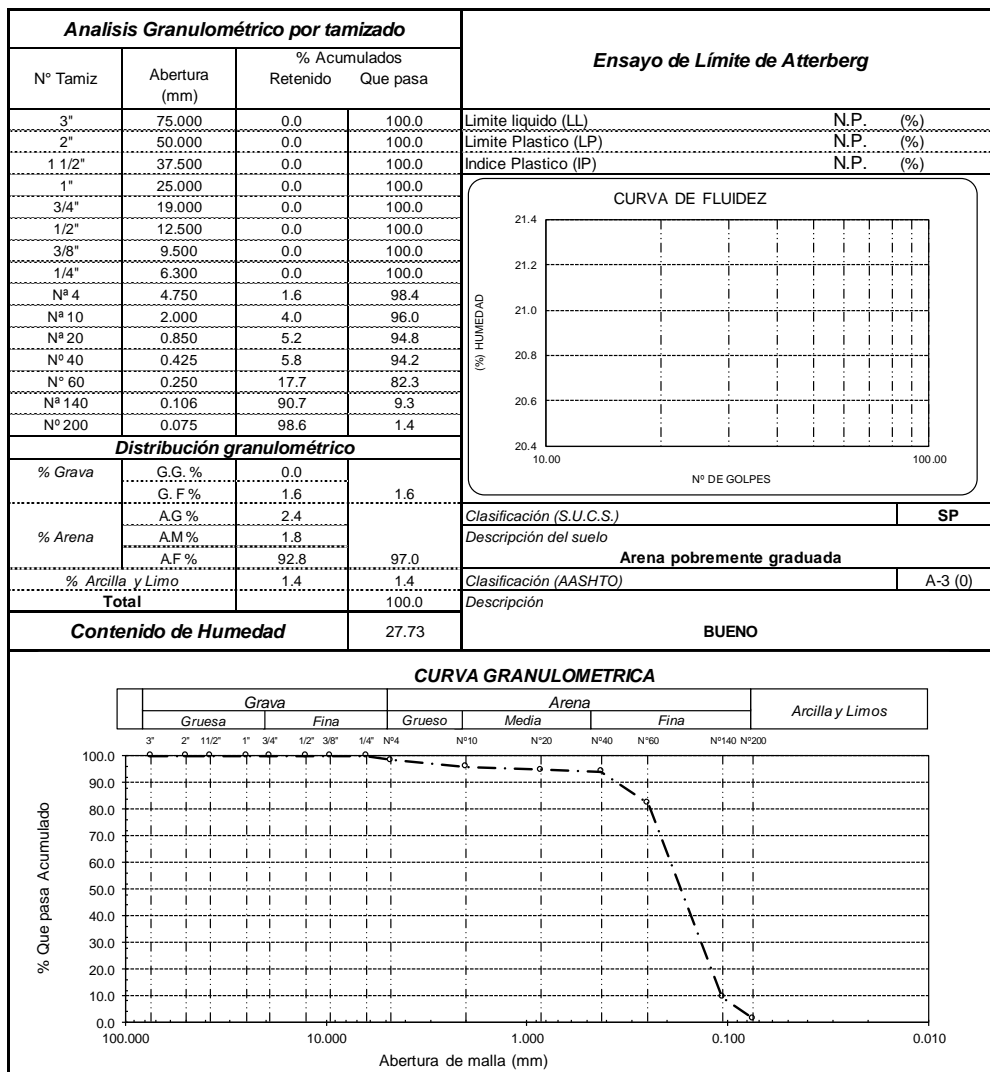 Analisis Granulométrico por tamizado
N° Tamiz Abertura (mm) % Acumulados Retenido Que pasa
3" 75.000 0.0 100.0
2" 50.000 0.0 100.0
1 1/2" 37.500 0.0 100.0
1" 25.000 0.0 100.0
3/4" 19.000 0.0 100.0
1/2" 12.500 0.0 100.0
3/8" 9.500 0.0 100.0
1/4" 6.300 0.0 100.0
Nª 4 4.750 1.6 98.4
Nª 10 2.000 4.0 96.0
Nª 20 0.850 5.2 94.8
Nº 40 0.425 5.8 94.2
N° 60 0.250 17.7 82.3
Nª 140 0.106 90.7 9.3
Nº 200 0.075 98.6 1.4
Distribución granulométrico
% Grava G.G. % 0.0
G. F % 1.6 1.6
% Arena A.G % 2.4
A.M % 1.8
A.F % 92.8 97.0
% Arcilla y Limo 1.4 1.4
Total 100.0
Contenido de Humedad 27.73
Ensayo de Límite de Atterberg
Limite liquido (LL) N.P. (%)
Limite Plastico (LP) N.P. (%)
Indice Plastico (IP) N.P. (%)
CURVA DE FLUIDEZ
(%) HUMEDAD
21.4
21.2
21.0
20.8
20.6
20.4
10.00 100.00
Nº DE GOLPES
Clasificación (S.U.C.S.) SP
Descripción del suelo
Arena pobremente graduada
Clasificación (AASHTO) A-3 (0)
Descripción
BUENO
CURVA GRANULOMETRICA
Grava Arena Arcilla y Limos
Gruesa Fina Grueso Media Fina
3" 2" 11/2" 1" 3/4" 1/2" 3/8" 1/4" Nº4 Nº10 N°20 Nº40 N°60 Nº140 Nº200
% Que pasa Acumulado
100.0
90.0
80.0
70.0
60.0
50.0
40.0
30.0
20.0
10.0
0.0
100.000 10.000 1.000 0.100 0.010
Abertura de malla (mm)